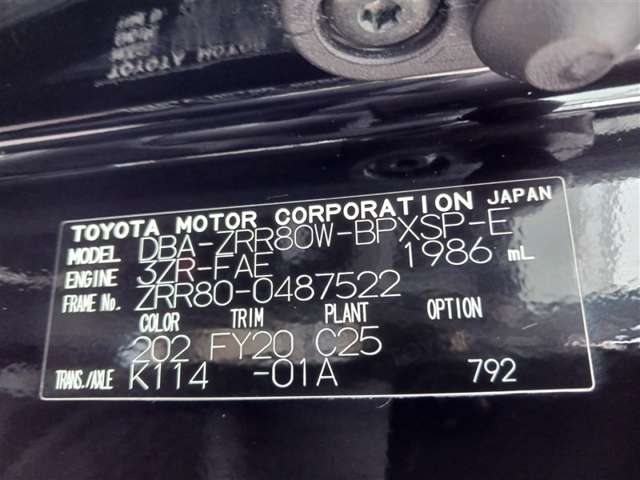 TOYOTA MOTOR CORPORATION JAPAN
MODEL DBA-ZRR80W-BPXSP-E
ENGINE 3ZR-FAE 1986 mL
FRAME No. ZRR80-0487522
COLOR TRIM PLANT OPTION
202 FY20 C25
TRANS./AXLE K114 -01A 792